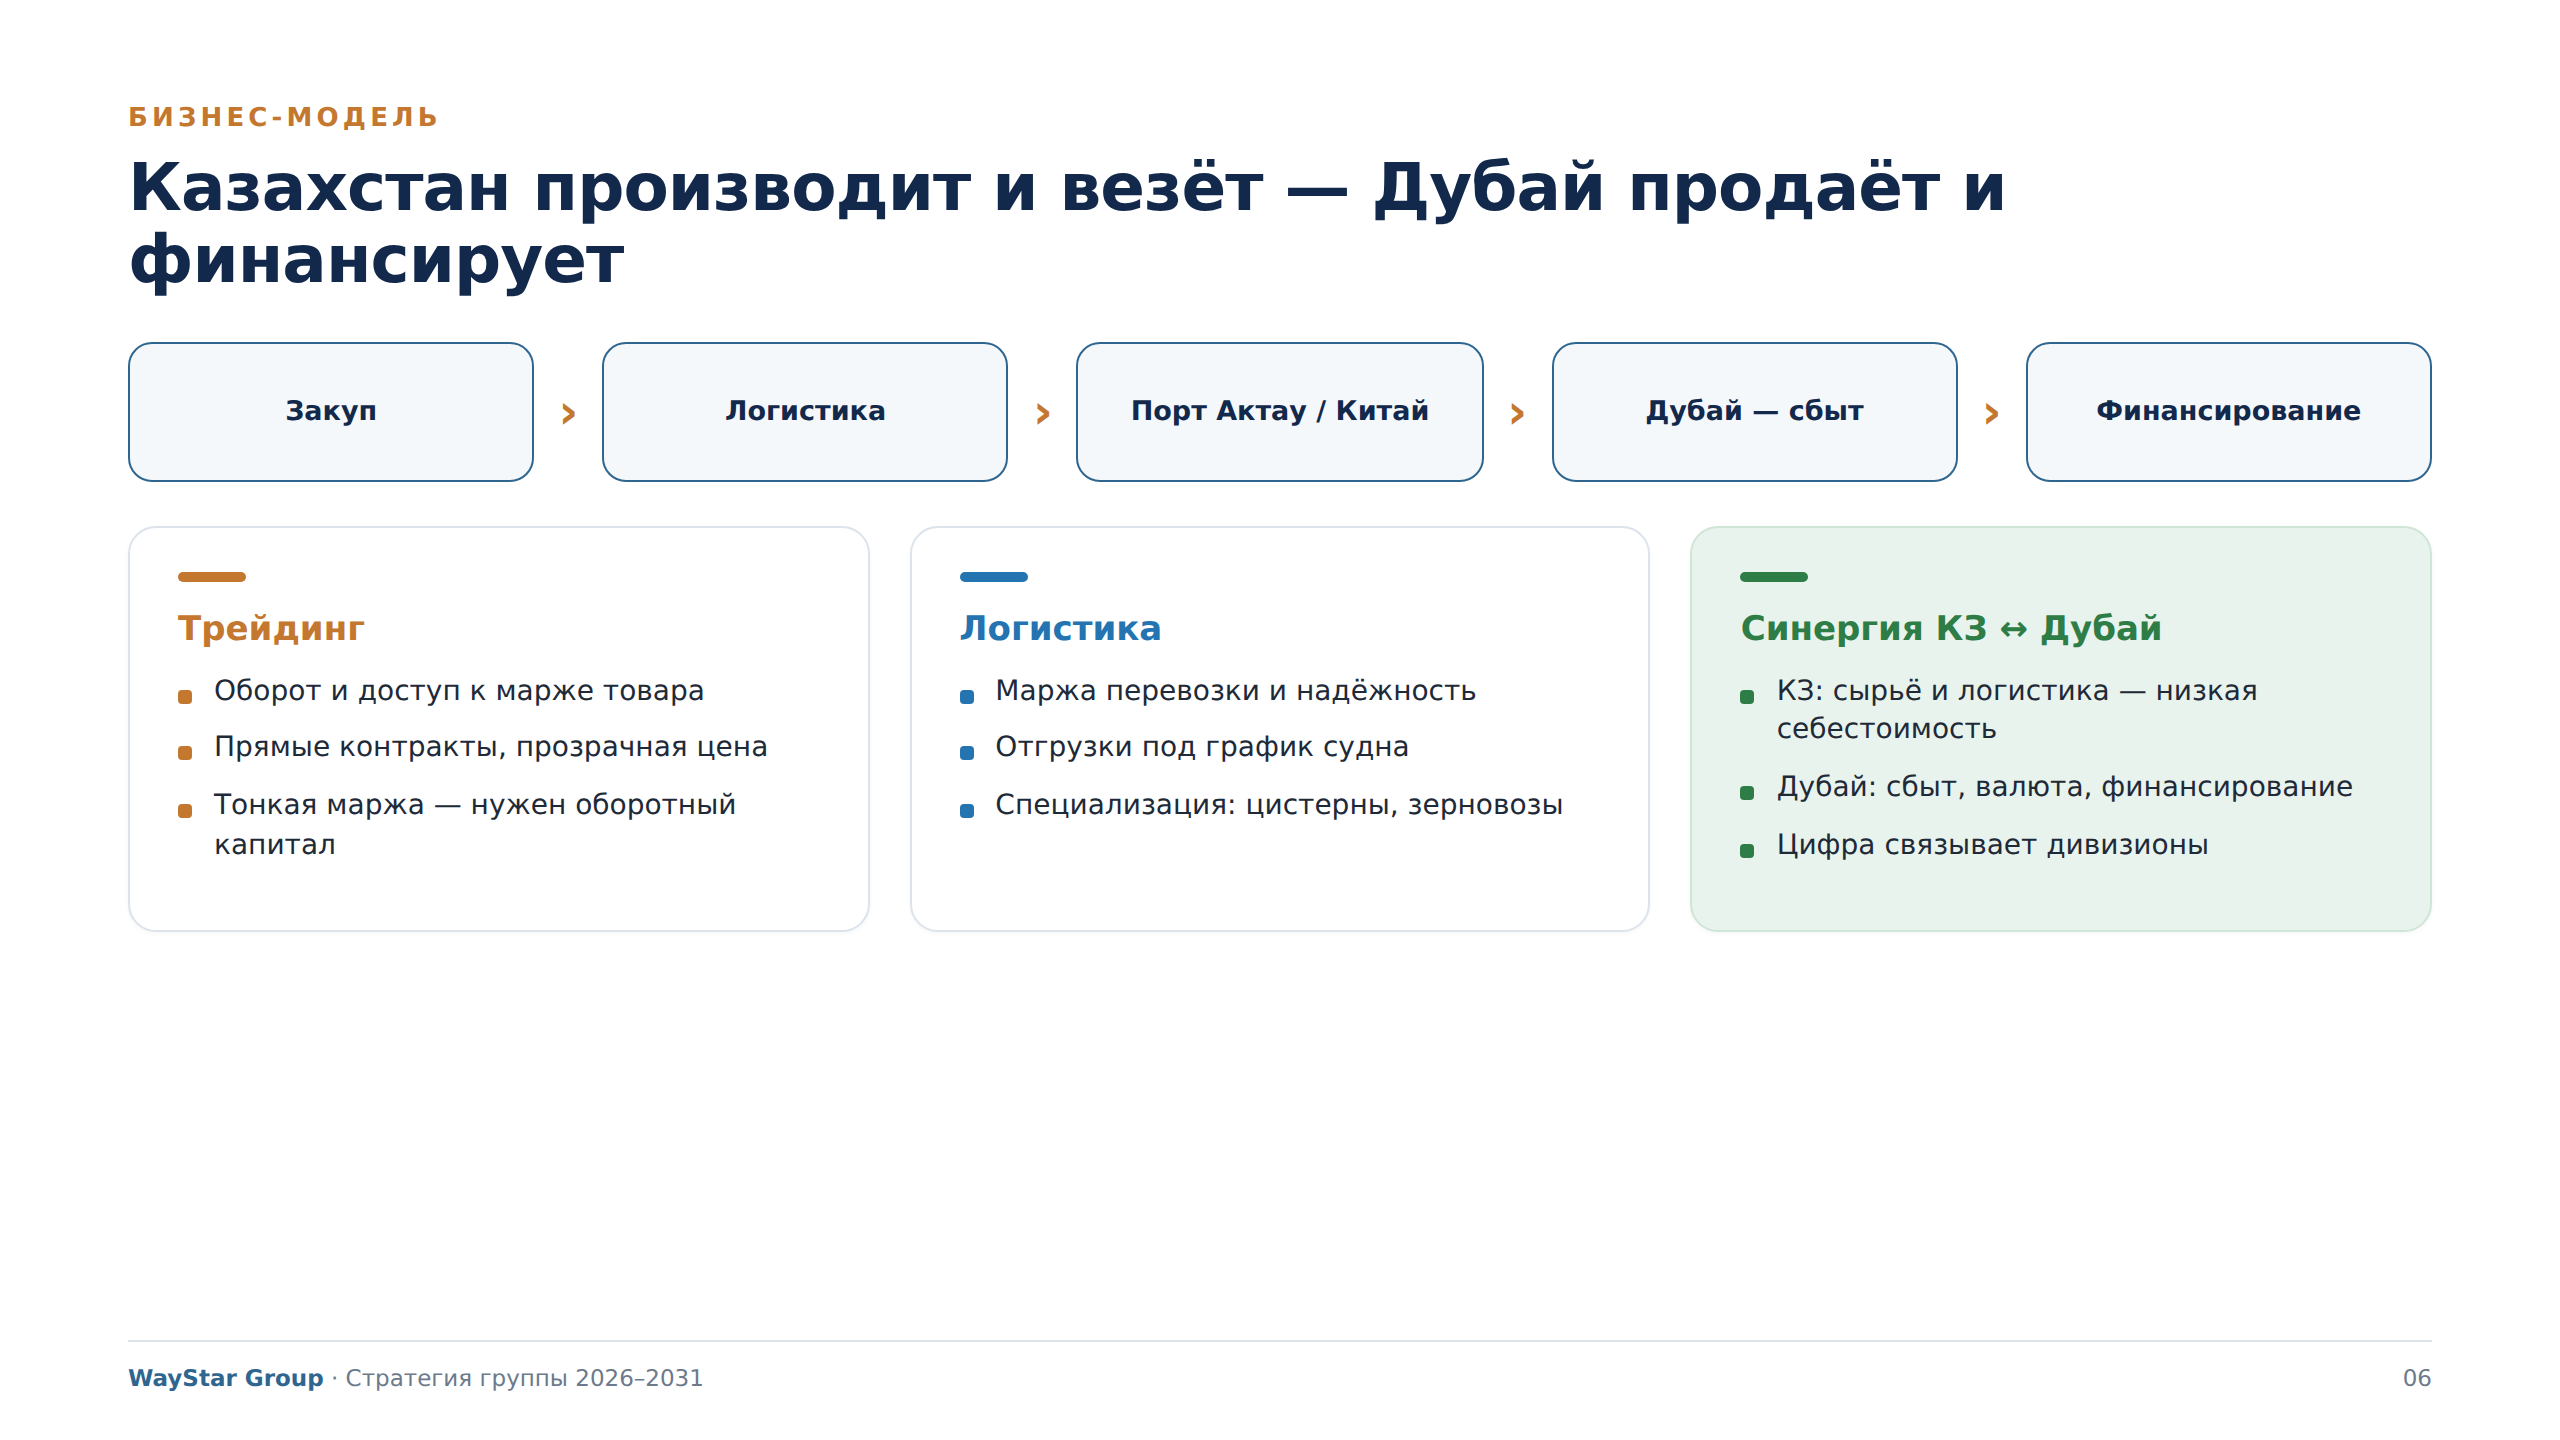 БИЗНЕС-МОДЕЛЬ
Казахстан производит и везёт — Дубай продаёт и
финансирует
Закуп
›
Логистика
›
Порт Актау / Китай
›
Дубай — сбыт
›
Финансирование
Трейдинг
Оборот и доступ к марже товара
Прямые контракты, прозрачная цена
Тонкая маржа — нужен оборотный
капитал
Логистика
Маржа перевозки и надёжность
Отгрузки под график судна
Специализация: цистерны, зерновозы
Синергия КЗ ↔ Дубай
КЗ: сырьё и логистика — низкая
себестоимость
Дубай: сбыт, валюта, финансирование
Цифра связывает дивизионы
WayStar Group · Стратегия группы 2026–2031
06